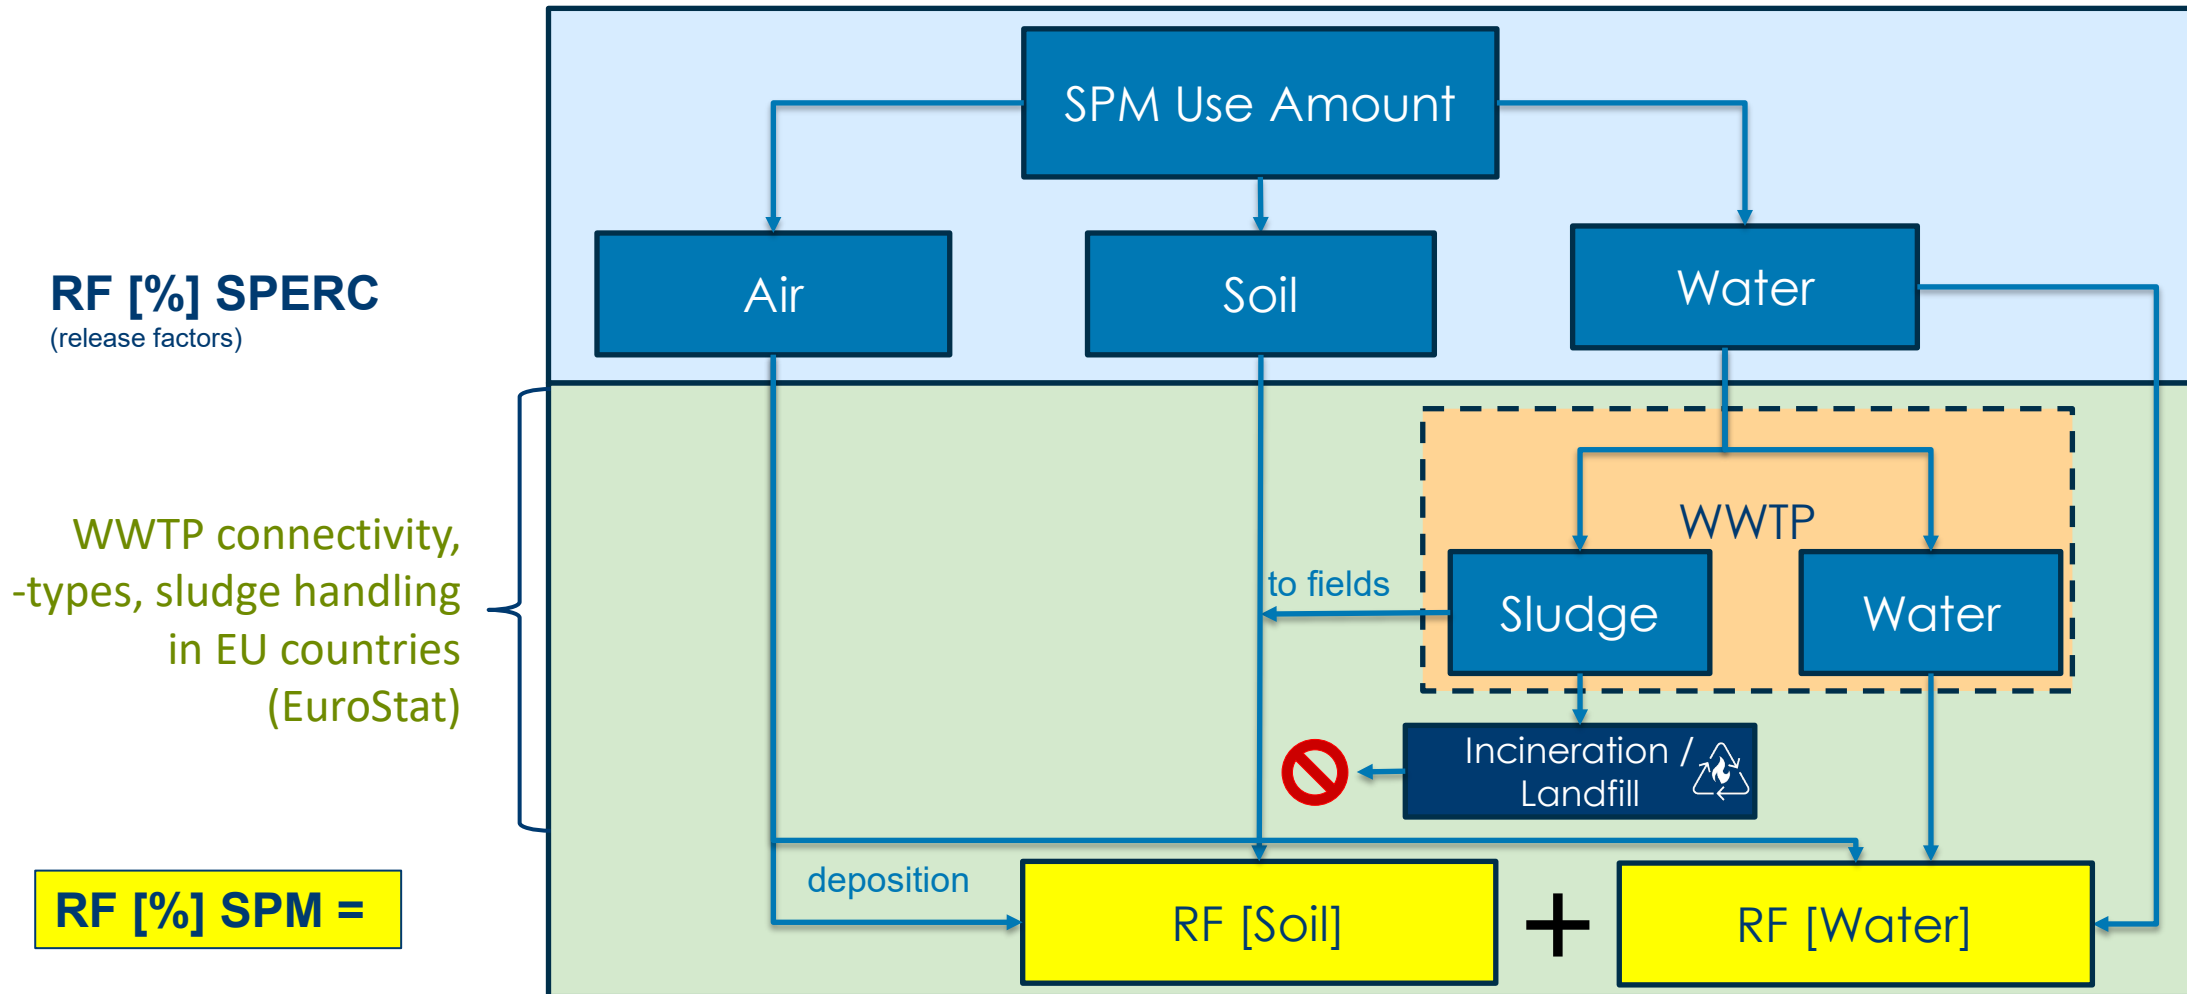 SPM Use Amount
Air
Soil
Water
RF [%] SPERC
(release factors)
WWTP connectivity,
-types, sludge handling
in EU countries
(EuroStat)
WWTP
to fields
Sludge
Water
Incineration /
Landfill
deposition
RF [%] SPM =
RF [Soil]
+
RF [Water]